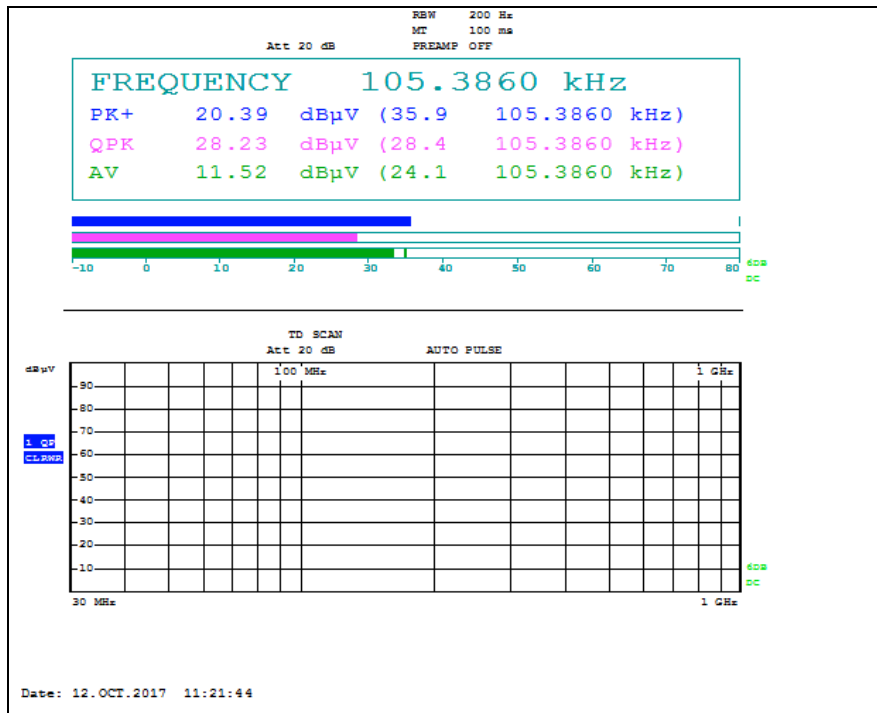 RBW 200 Hz
MT 100 ms
Att 20 dB PREAMP OFF
FREQUENCY 105.3860 kHz
PK+ 20.39 dBµV (35.9 105.3860 kHz)
QPK 28.23 dBµV (28.4 105.3860 kHz)
AV 11.52 dBµV (24.1 105.3860 kHz)
-10 0 10 20 30 40 50 60 70 80
6DB
DC
TD SCAN
Att 20 dB AUTO PULSE
dBµV 100 MHz 1 GHz
90
80
70
1 QP
CLRWR 60
50
40
30
20
10 6DB
DC
30 MHz 1 GHz
Date: 12.OCT.2017 11:21:44